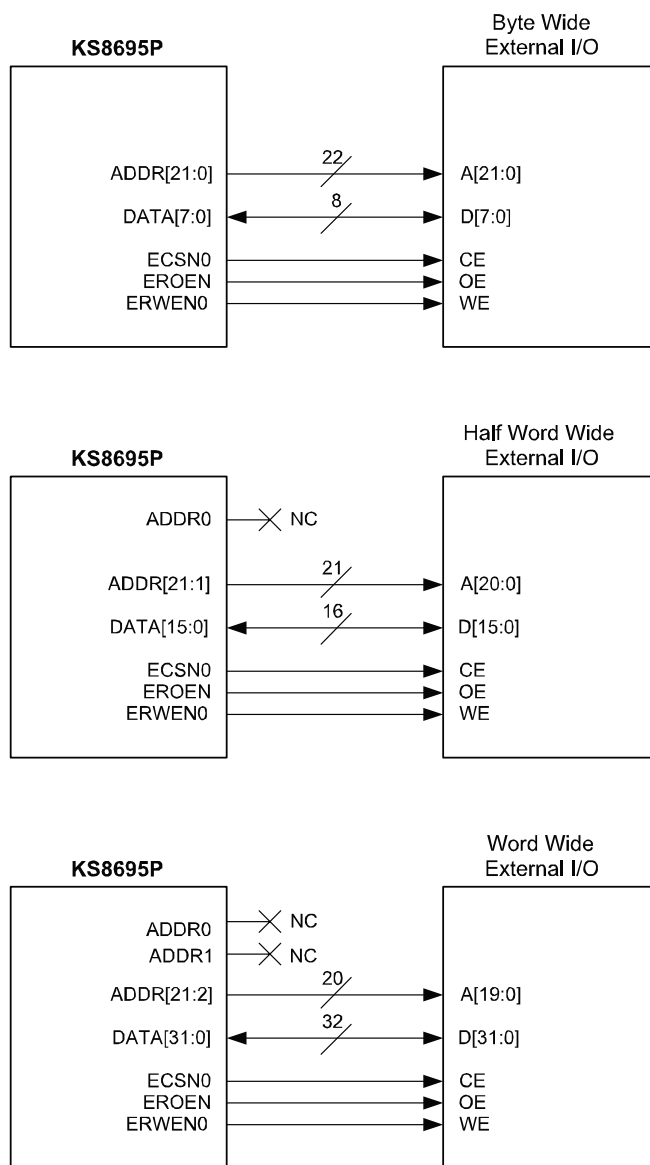 Byte Wide
External I/O
KS8695P
ADDR[21:0]
22
A[21:0]
DATA[7:0]
8
D[7:0]
ECSN0
CE
EROEN
OE
ERWEN0
WE
Half Word Wide
External I/O
KS8695P
ADDR0
NC
ADDR[21:1]
21
A[20:0]
DATA[15:0]
16
D[15:0]
ECSN0
CE
EROEN
OE
ERWEN0
WE
Word Wide
External I/O
KS8695P
ADDR0
NC
ADDR1
NC
ADDR[21:2]
20
A[19:0]
DATA[31:0]
32
D[31:0]
ECSN0
CE
EROEN
OE
ERWEN0
WE